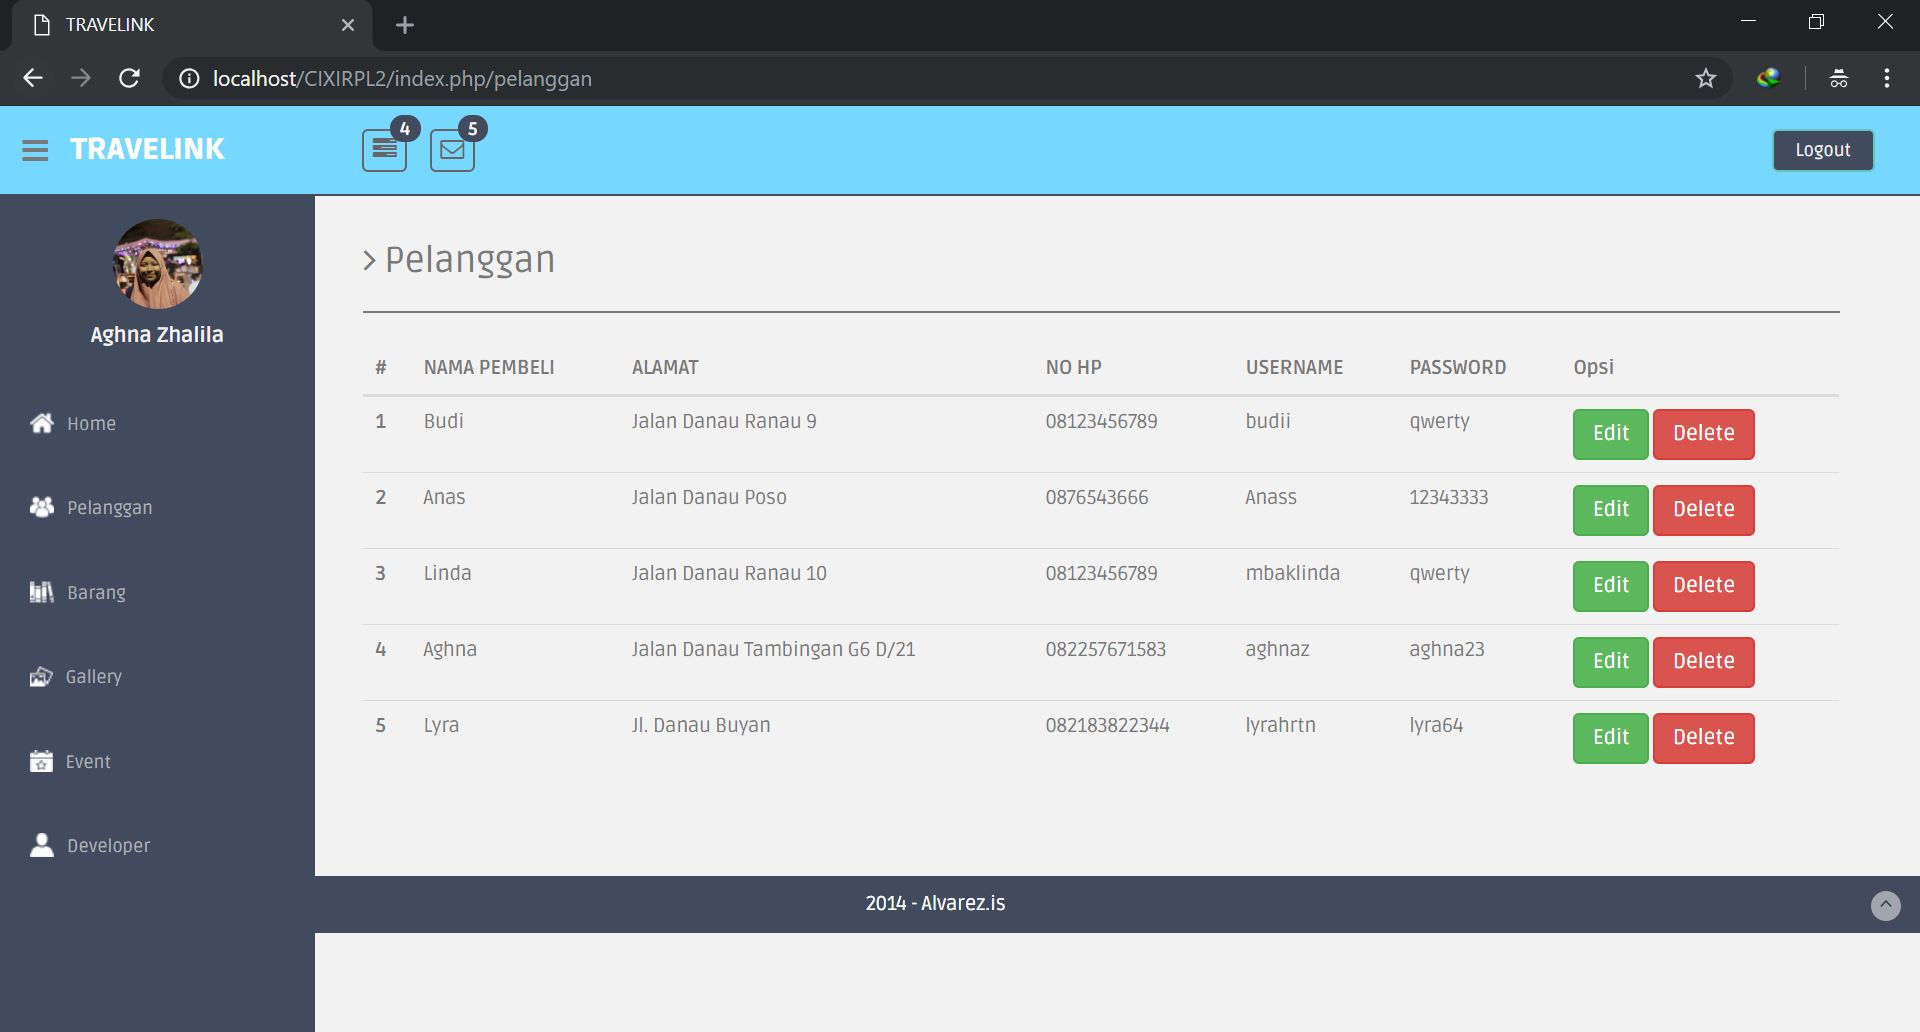 TRAVELINK
localhost/CIXIRPL2/index.php/pelanggan
TRAVELINK 4 5 Logout
Aghna Zhalila
Home
Pelanggan
Barang
Gallery
Event
Developer
Pelanggan
# NAMA PEMBELI ALAMAT NO HP USERNAME PASSWORD Opsi
1 Budi Jalan Danau Ranau 9 08123456789 budii qwerty Edit Delete
2 Anas Jalan Danau Poso 0876543666 Anass 12343333 Edit Delete
3 Linda Jalan Danau Ranau 10 08123456789 mbaklinda qwerty Edit Delete
4 Aghna Jalan Danau Tambingan G6 D/21 082257671583 aghnaz aghna23 Edit Delete
5 Lyra Jl. Danau Buyan 082183822344 lyrahrtn lyra64 Edit Delete
2014 - Alvarez.is